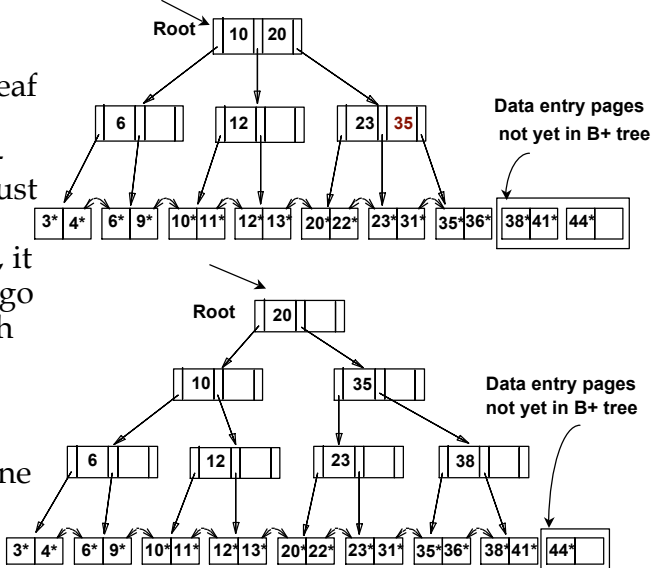 Root
10 20
eaf
6
12
23 35
Data entry pages
not yet in B+ tree
ust
3* 4* 6* 9* 10* 11* 12* 13* 20* 22* 23* 31* 35* 36* 38* 41* 44*
, it
go
h
Root
20
10
35
Data entry pages
not yet in B+ tree
6
12
23
38
ne
3* 4* 6* 9* 10* 11* 12* 13* 20* 22* 23* 31* 35* 36* 38* 41* 44*